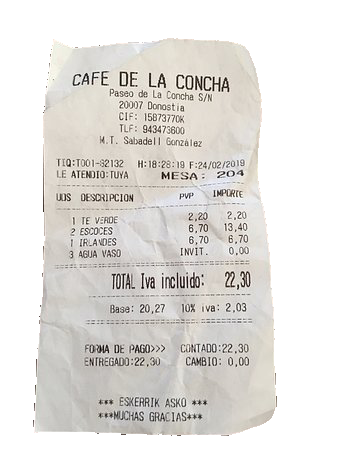 CAFE DE LA CONCHA
Paseo de La Concha S/N
20007 Donostia
CIF: 15873770K
TLF: 943473600
M.T. Sabadell González
TIQ:T001-82132 H:18:28:19 F:24/02/2019
LE ATENDIO:TUYA MESA: 204
UDS DESCRIPCION PVP IMPORTE
1 TE VERDE 2,20 2,20
2 ESCOCES 6,70 13,40
1 IRLANDES 6,70 6,70
3 AGUA VASO INVIT. 0,00
TOTAL Iva incluido: 22,30
Base: 20,27 10% iva: 2,03
FORMA DE PAGO>>> CONTADO:22,30
ENTREGADO:22,30 CAMBIO: 0,00
*** ESKERRIK ASKO ***
***MUCHAS GRACIAS***